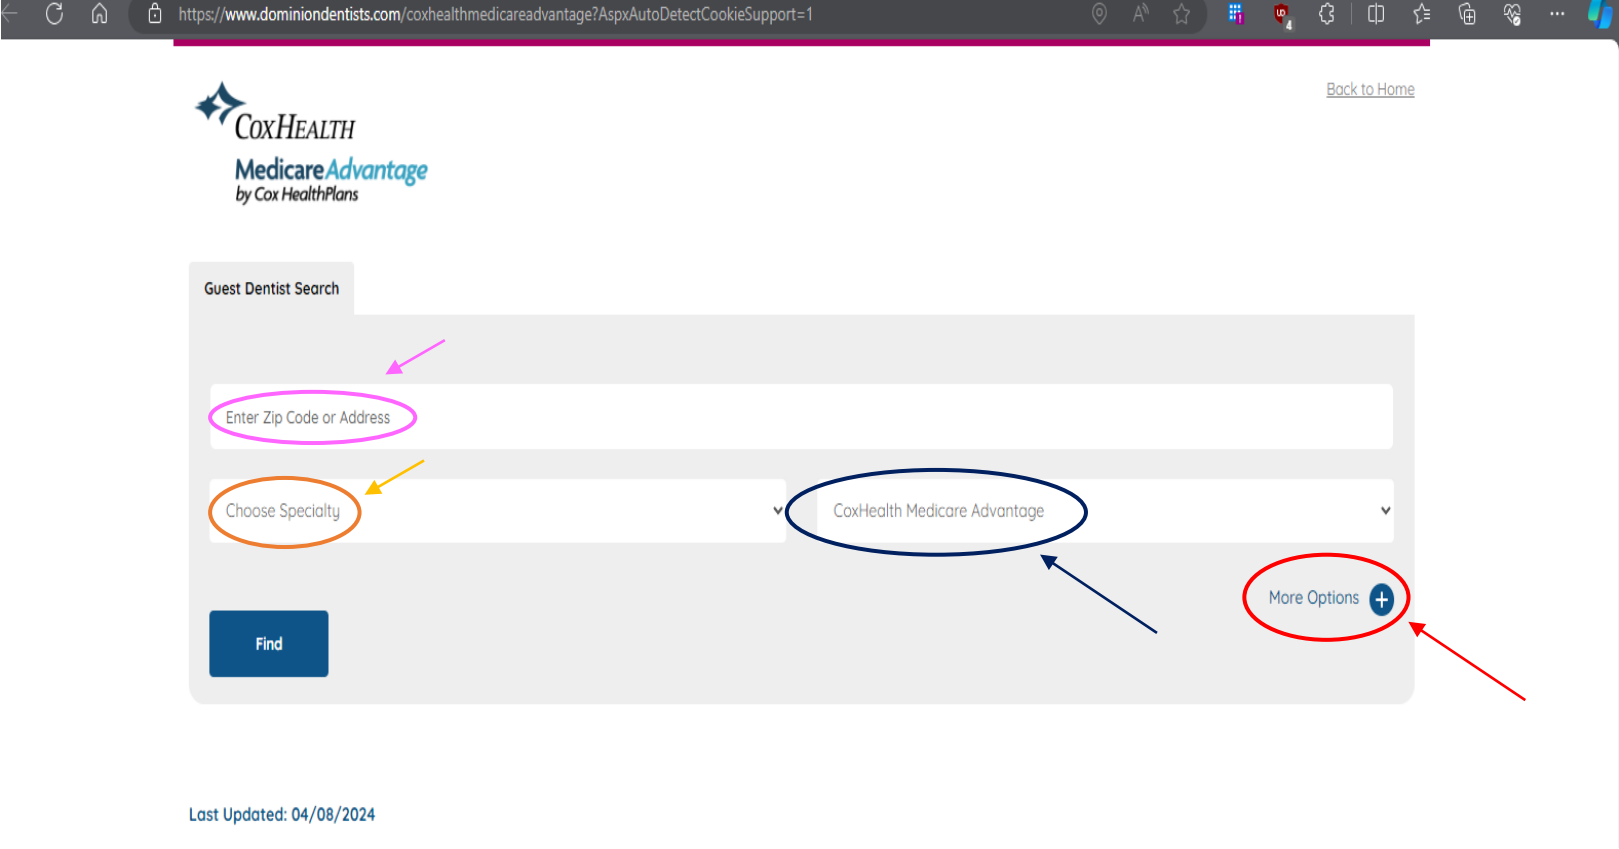 https://www.dominiondentists.com/coxhealthmedicareadvantage?AspxAutoDetectCookieSupport=1
4
Back to Home
COXHEALTH
Medicare Advantage
by Cox HealthPlans
Guest Dentist Search
Enter Zip Code or Address
Choose Specialty
CoxHealth Medicare Advantage
More Options
Find
Last Updated: 04/08/2024